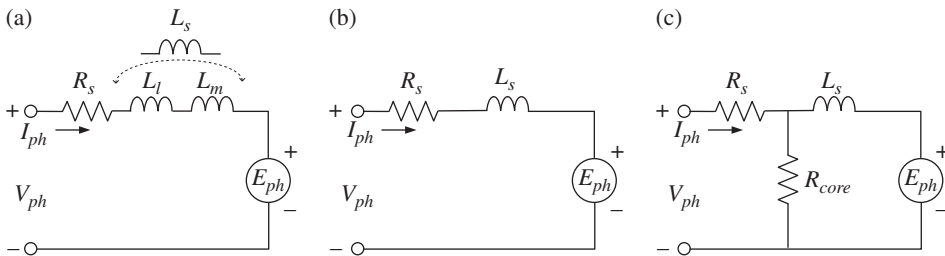 (a)
L_s
R_s L_l L_m
+
I_ph
V_ph
+
E_ph
−
−
(b)
R_s L_s
+
I_ph
V_ph
+
E_ph
−
−
(c)
R_s L_s
+
I_ph
V_ph
R_core
+
E_ph
−
−